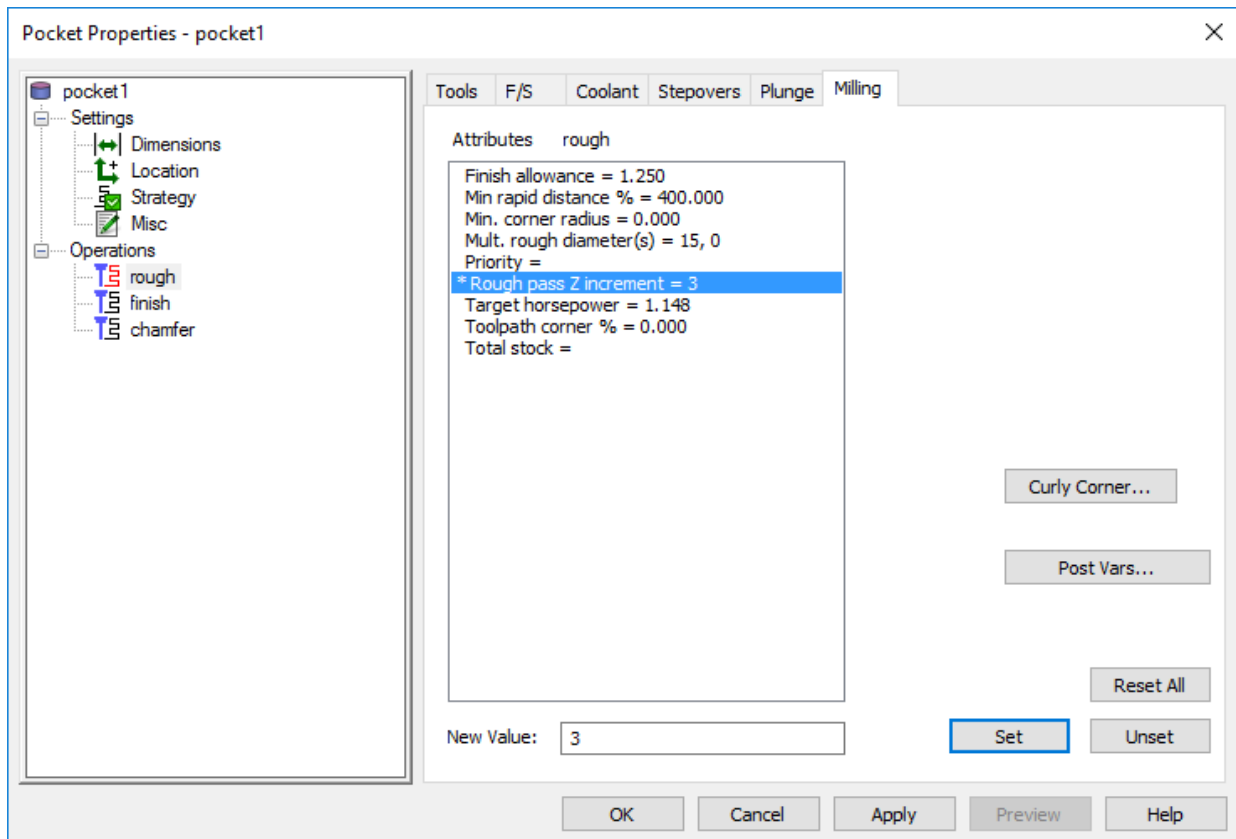 Pocket Properties - pocket1
pocket1
Settings
Dimensions
Location
Strategy
Misc
Operations
rough
finish
chamfer
Tools F/S Coolant Stepovers Plunge Milling
Attributes rough
Finish allowance = 1.250
Min rapid distance % = 400.000
Min. corner radius = 0.000
Mult. rough diameter(s) = 15, 0
Priority =
* Rough pass Z increment = 3
Target horsepower = 1.148
Toolpath corner % = 0.000
Total stock =
Curly Corner...
Post Vars...
Reset All
New Value: 3 Set Unset
OK Cancel Apply Preview Help